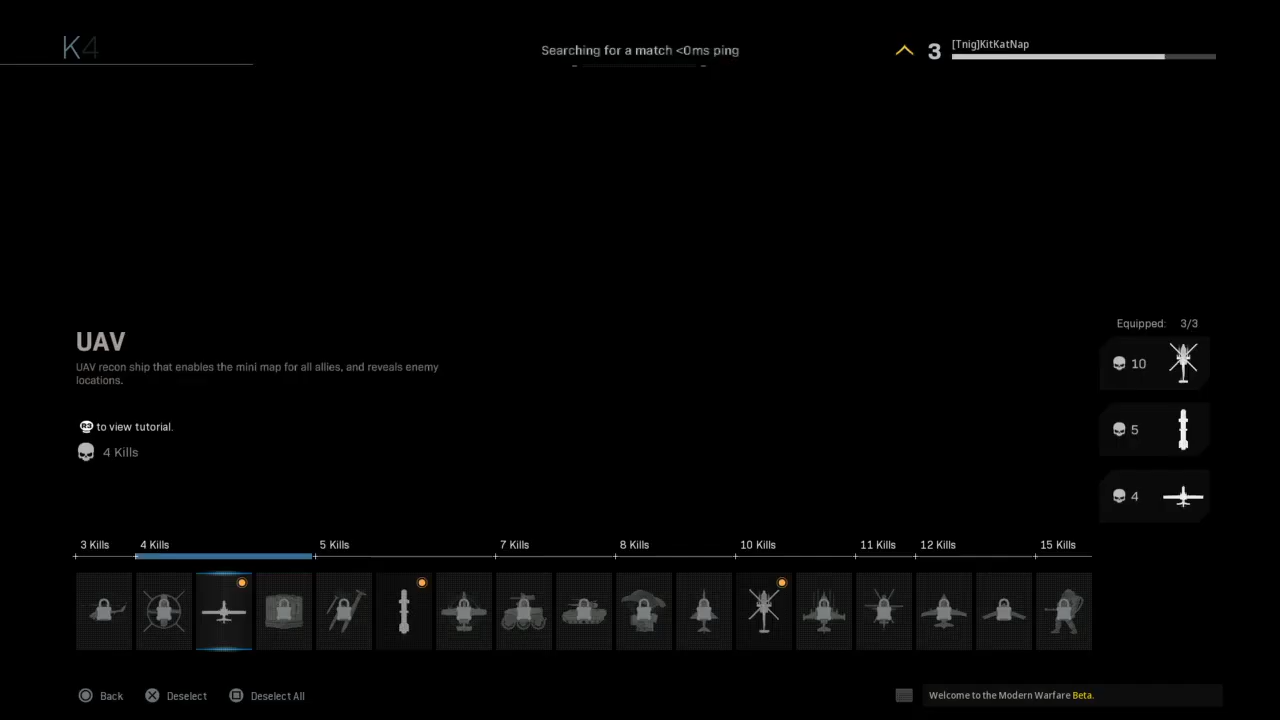 K4
Searching for a match <0ms ping
3
[Tnig]KitKatNap
UAV
UAV recon ship that enables the mini map for all allies, and reveals enemy
locations.
R3 to view tutorial.
4 Kills
Equipped: 3/3
10
5
4
3 Kills
4 Kills
5 Kills
7 Kills
8 Kills
10 Kills
11 Kills
12 Kills
15 Kills
Back
Deselect
Deselect All
Welcome to the Modern Warfare Beta.